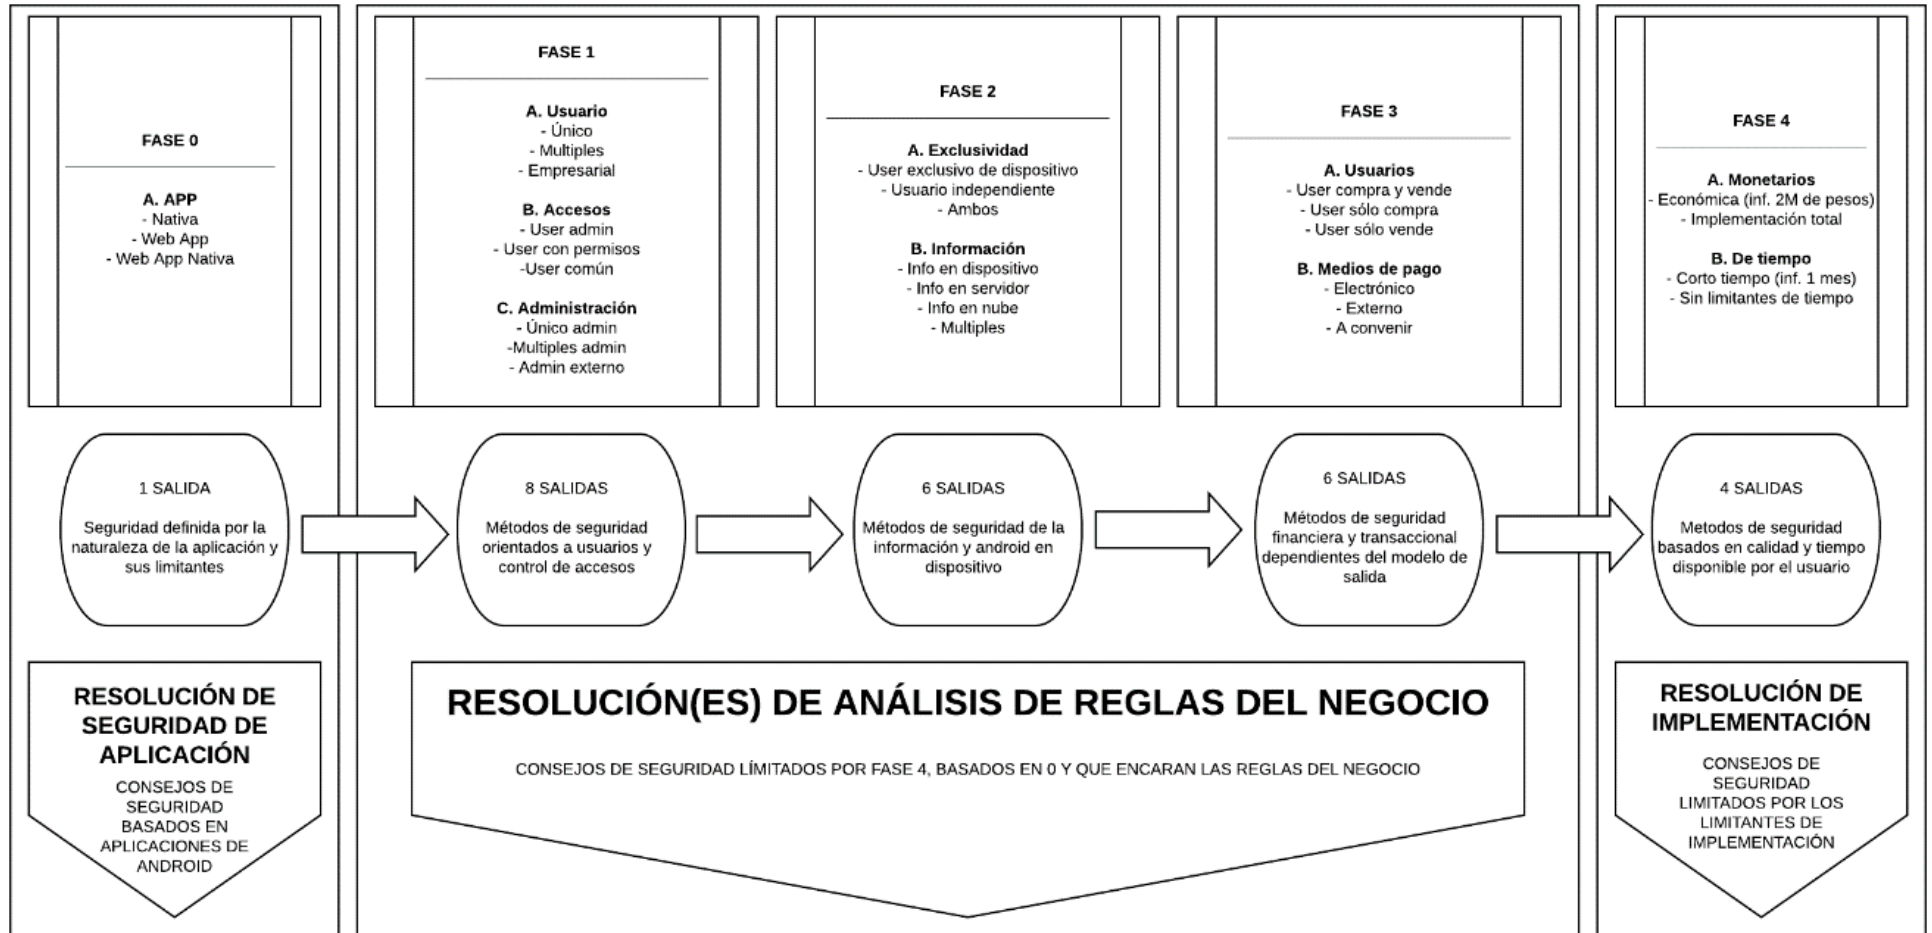 FASE 0
A. APP
- Nativa
- Web App
- Web App Nativa
FASE 1
A. Usuario
- Único
- Multiples
- Empresarial
B. Accesos
- User admin
- User con permisos
-User común
C. Administración
- Único admin
-Multiples admin
- Admin externo
FASE 2
A. Exclusividad
- User exclusivo de dispositivo
- Usuario independiente
- Ambos
B. Información
- Info en dispositivo
- Info en servidor
- Info en nube
- Multiples
FASE 3
A. Usuarios
- User compra y vende
- User sólo compra
- User sólo vende
B. Medios de pago
- Electrónico
- Externo
- A convenir
FASE 4
A. Monetarios
- Económica (inf. 2M de pesos)
- Implementación total
B. De tiempo
- Corto tiempo (inf. 1 mes)
- Sin limitantes de tiempo
1 SALIDA
Seguridad definida por la
naturaleza de la aplicación y
sus limitantes
8 SALIDAS
Métodos de seguridad
orientados a usuarios y
control de accesos
6 SALIDAS
Métodos de seguridad de la
información y android en
dispositivo
6 SALIDAS
Métodos de seguridad
financiera y transaccional
dependientes del modelo de
salida
4 SALIDAS
Metodos de seguridad
basados en calidad y tiempo
disponible por el usuario
RESOLUCIÓN DE
SEGURIDAD DE
APLICACIÓN
CONSEJOS DE
SEGURIDAD
BASADOS EN
APLICACIONES DE
ANDROID
RESOLUCIÓN(ES) DE ANÁLISIS DE REGLAS DEL NEGOCIO
CONSEJOS DE SEGURIDAD LÍMITADOS POR FASE 4, BASADOS EN 0 Y QUE ENCARAN LAS REGLAS DEL NEGOCIO
RESOLUCIÓN DE
IMPLEMENTACIÓN
CONSEJOS DE
SEGURIDAD
LIMITADOS POR LOS
LIMITANTES DE
IMPLEMENTACIÓN